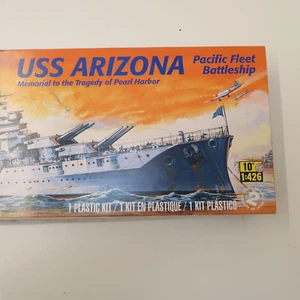 USS ARIZONA
Pacific Fleet
Battleship
Memorial to the Tragedy of Pearl Harbor
10+
1:426
1 PLASTIC KIT / 1 KIT EN PLASTIQUE / 1 KIT PLÁSTICO